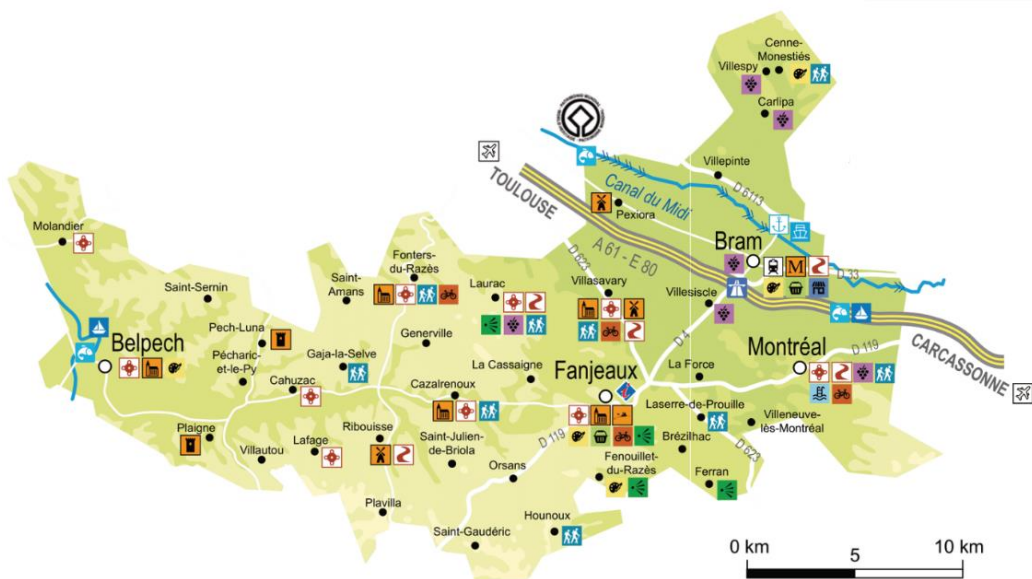 Cenne-
Monestiés
Villespy
Carlipa
TOULOUSE
Canal du Midi
Villepinte
D 6113
Pexiora
A 61 - E 80
Bram
M
D 33
Molandier
Fonters-
du-Razès
D 623
Saint-
Amans
Laurac
Villasavary
Villesiscle
Saint-Sernin
Pech-Luna
Generville
D 4
Belpech
Pécharic-
et-le-Py
Gaja-la-Selve
La Cassaigne
Fanjeaux
La Force
Montréal
D 119
CARCASSONNE
Cahuzac
Cazalrenoux
Laserre-de-Prouille
Villeneuve-
lès-Montréal
Plaigne
Villautou
Lafage
Ribouisse
Saint-Julien-
de-Briola
D 119
Orsans
Fenouillet-
du-Razès
Brézilhac
D 623
Ferran
Plavilla
Saint-Gaudéric
Hounoux
0 km
5
10 km